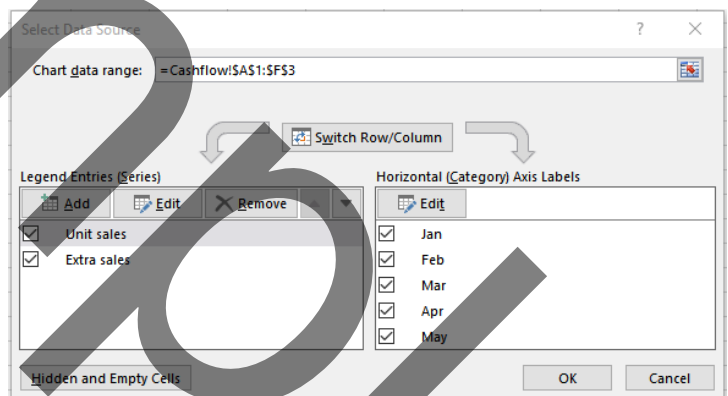 Select Data Source ?
Chart data range: =Cashflow!$A$1:$F$3
Switch Row/Column
Legend Entries (Series)
Add Edit Remove
Unit sales
Extra sales
Horizontal (Category) Axis Labels
Edit
Jan
Feb
Mar
Apr
May
Hidden and Empty Cells
OK Cancel